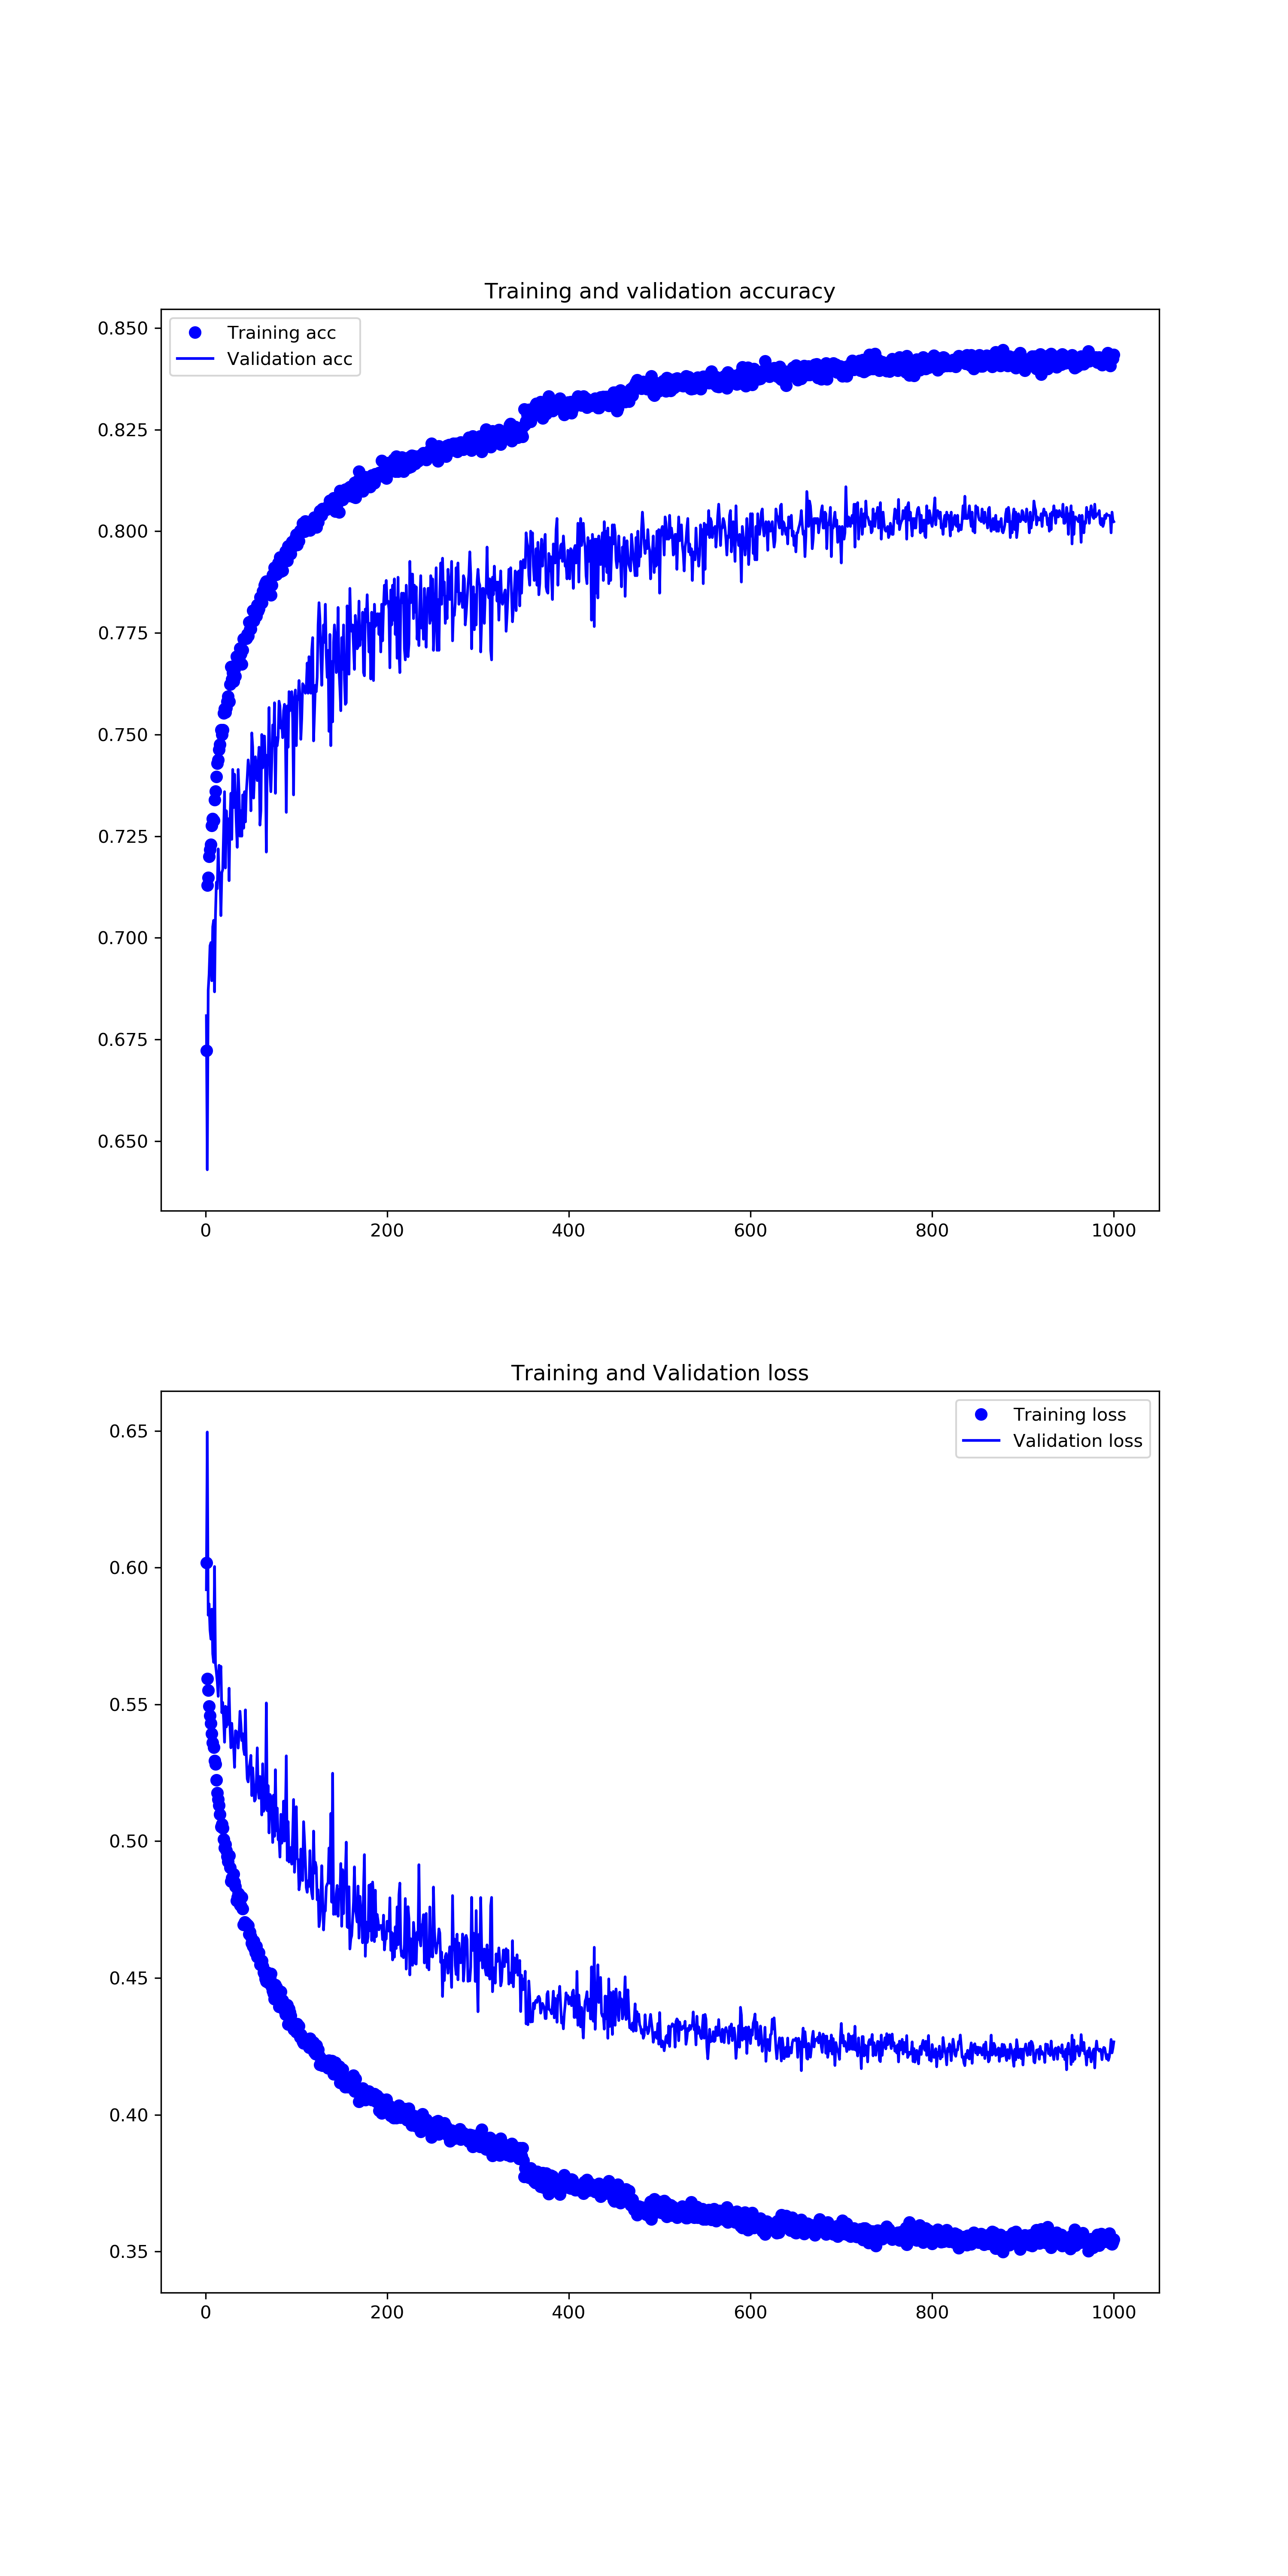 Training and validation accuracy
Training acc
Validation acc
0.850
0.825
0.800
0.775
0.750
0.725
0.700
0.675
0.650
0 200 400 600 800 1000
Training and Validation loss
Training loss
Validation loss
0.65
0.60
0.55
0.50
0.45
0.40
0.35
0 200 400 600 800 1000